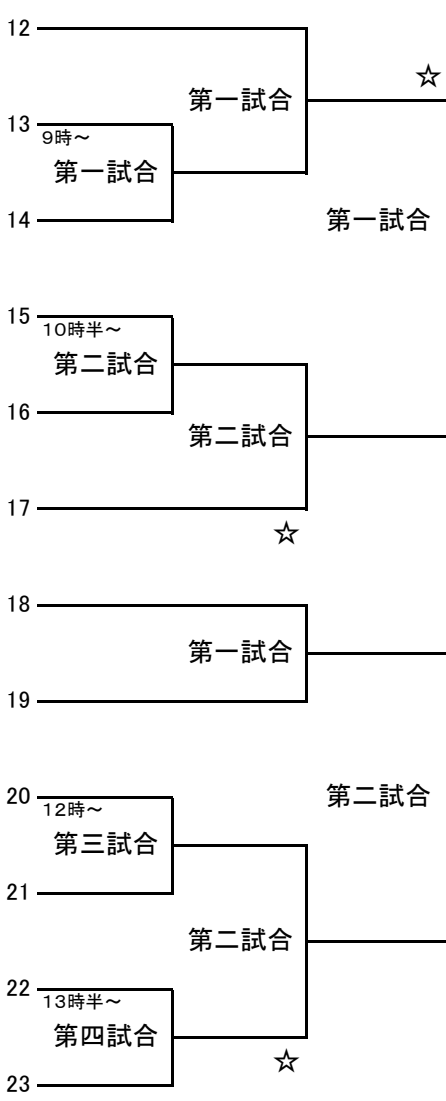 12
☆
第一試合
13
9時～
第一試合
14
第一試合
15
10時半～
第二試合
16
第二試合
17
☆
18
第一試合
19
20
第二試合
12時～
第三試合
21
第二試合
22
13時半～
第四試合
☆
23